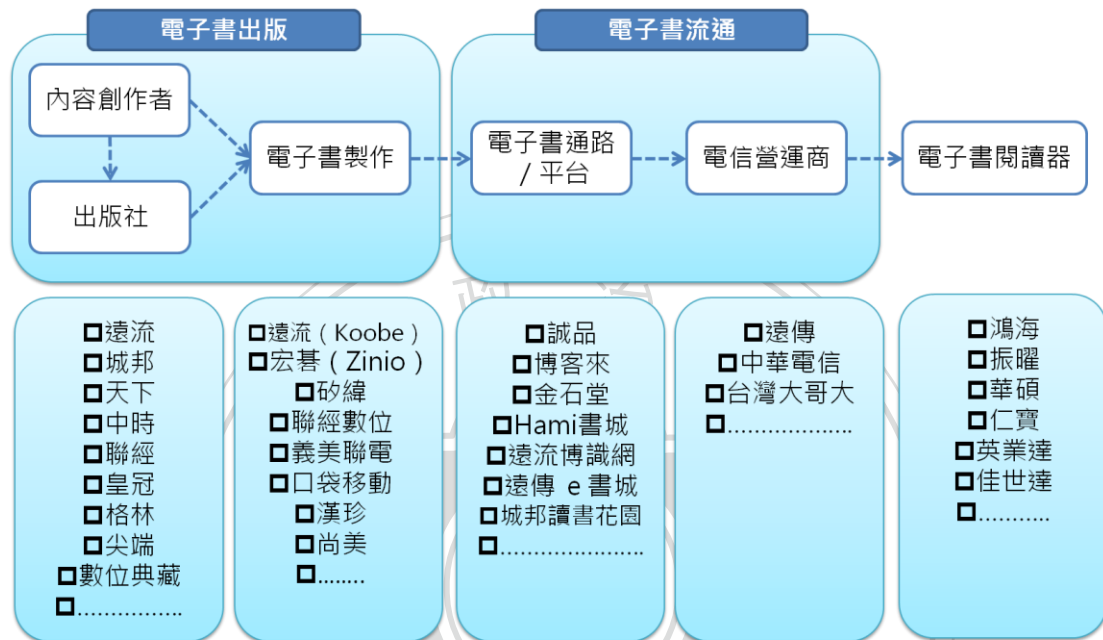 電子書出版
電子書流通
內容創作者
出版社
電子書製作
電子書通路
/ 平台
電信營運商
電子書閱讀器
遠流
城邦
天下
中時
聯經
皇冠
格林
尖端
數位典藏
................
遠流（Koobe）
宏碁（Zinio）
矽緯
聯經數位
義美聯電
口袋移動
漢珍
尚美
........
誠品
博客來
金石堂
Hami書城
遠流博識網
遠傳 e 書城
城邦讀書花園
......................
遠傳
中華電信
台灣大哥大
...................
鴻海
振曜
華碩
仁寶
英業達
佳世達
...........
政 治